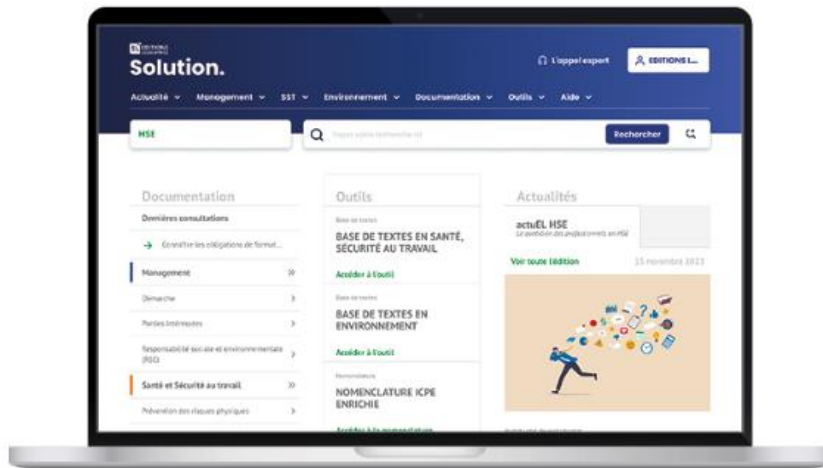 EDITIONS
Solution.
L'appel expert
EDITIONS L...
Actualité
Management
SST
Environnement
Documentation
Outils
Aide
HSE
Rechercher
Documentation
Dernières consultations
Connaître les obligations de format...
Management
Démarche
Parties intéressées
Responsabilité sociale et environnementale
(RSE)
Santé et Sécurité au travail
Prévention des risques physiques
Outils
Base de textes
BASE DE TEXTES EN SANTÉ,
SÉCURITÉ AU TRAVAIL
Accéder à l'outil
Base de textes
BASE DE TEXTES EN
ENVIRONNEMENT
Accéder à l'outil
Nomenclature
NOMENCLATURE ICPE
ENRICHIE
Accéder à la nomenclature
Actualités
actuEL HSE
Le quotidien des professionnels en HSE
Voir toute l'édition
15 novembre 2023